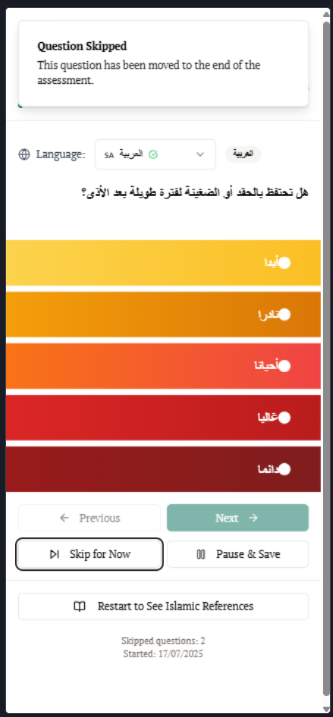 Question Skipped
This question has been moved to the end of the
assessment.
Language:
SA العربية
العربية
هل تحتفظ بالحقد أو الضغينة لفترة طويلة بعد الأذى؟
أبدا
نادرا
أحيانا
غالبا
دائما
Previous
Next
Skip for Now
Pause & Save
Restart to See Islamic References
Skipped questions: 2
Started: 17/07/2025